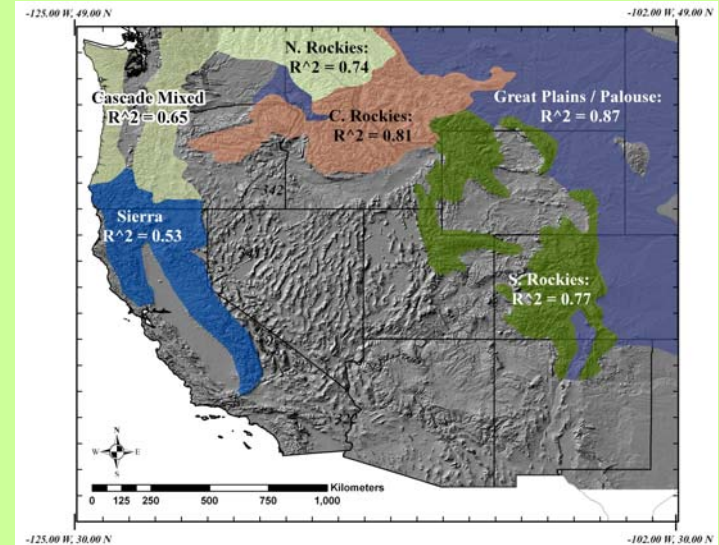 -125.00 W, 49.00 N
-102.00 W, 49.00 N
N. Rockies:
R^2 = 0.74
Cascade Mixed
R^2 = 0.65
C. Rockies:
R^2 = 0.81
Great Plains / Palouse:
R^2 = 0.87
342
Sierra
R^2 = 0.53
S. Rockies:
R^2 = 0.77
N
W
E
S
Kilometers
0 125 250 500 750 1,000
-125.00 W, 30.00 N
-102.00 W, 30.00 N